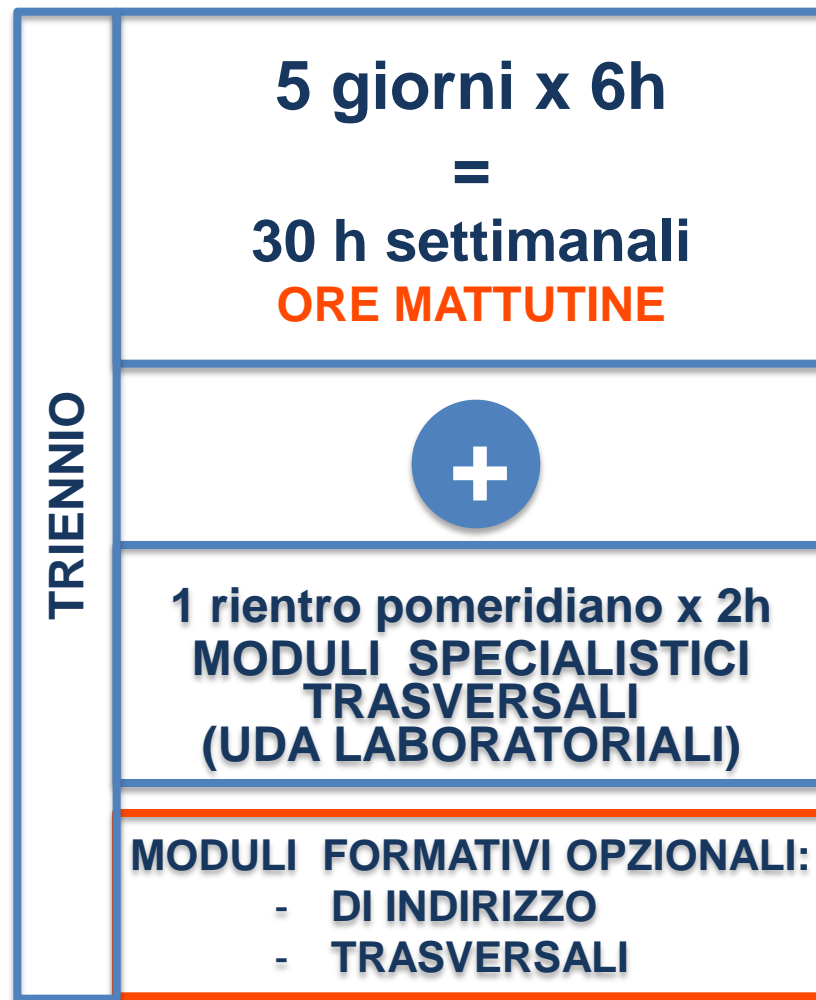 TRIENNIO
5 giorni x 6h
=
30 h settimanali
ORE MATTUTINE
+
1 rientro pomeridiano x 2h
MODULI SPECIALISTICI
TRASVERSALI
(UDA LABORATORIALI)
MODULI FORMATIVI OPZIONALI:
- DI INDIRIZZO
- TRASVERSALI